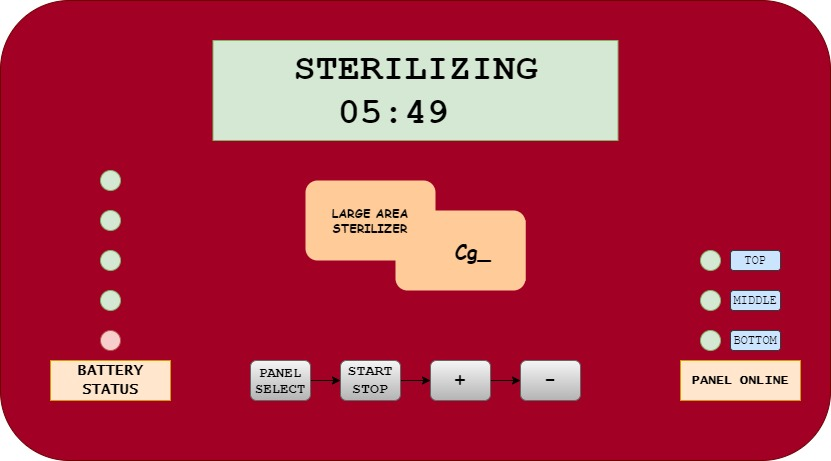 STERILIZING
05:49
LARGE AREA
STERILIZER
Cg_
TOP
MIDDLE
BOTTOM
BATTERY
STATUS
PANEL
SELECT
START
STOP
+
-
PANEL ONLINE